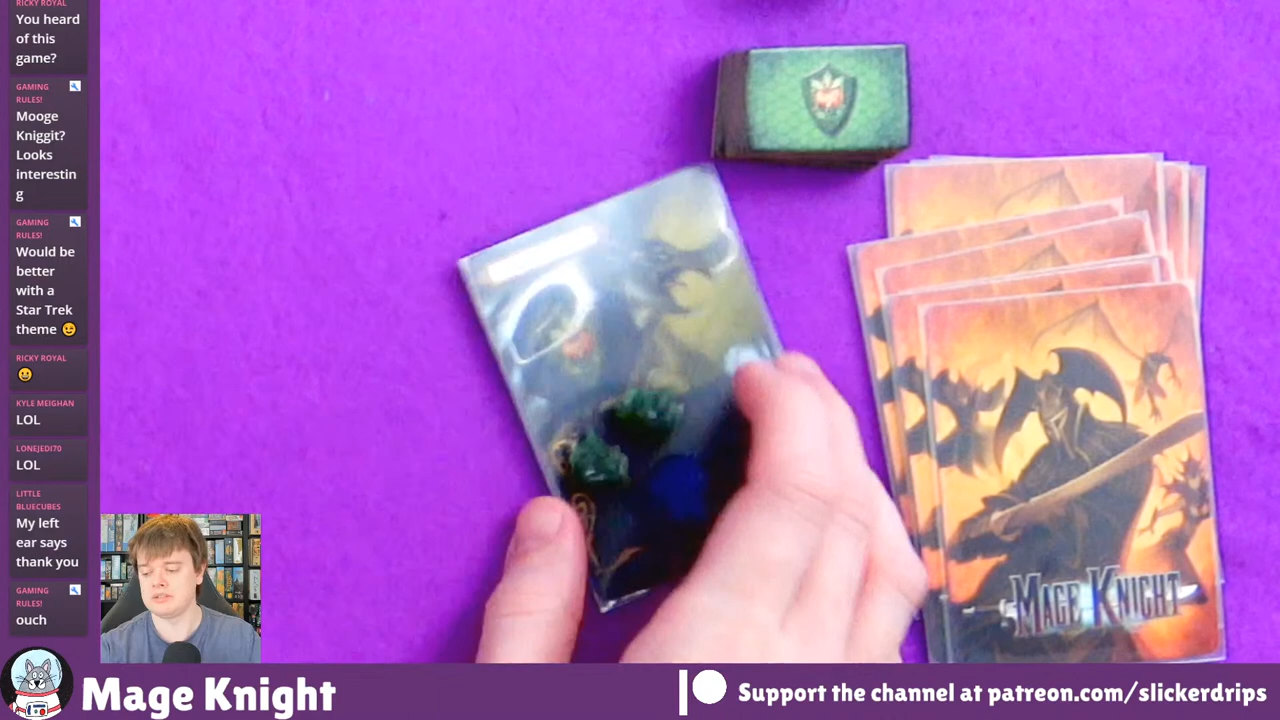 RICKY ROYAL
You heard
of this
game?
GAMING
RULES!
Mooge
Kniggit?
Looks
interestin
g
GAMING
RULES!
Would be
better
with a
Star Trek
theme 😉
RICKY ROYAL
😀
KYLE MEIGHAN
LOL
LONEJEDI70
LOL
LITTLE
BLUECUBES
My left
ear says
thank you
GAMING
RULES!
ouch
MAGE KNIGHT
Mage Knight
Support the channel at patreon.com/slickerdrips